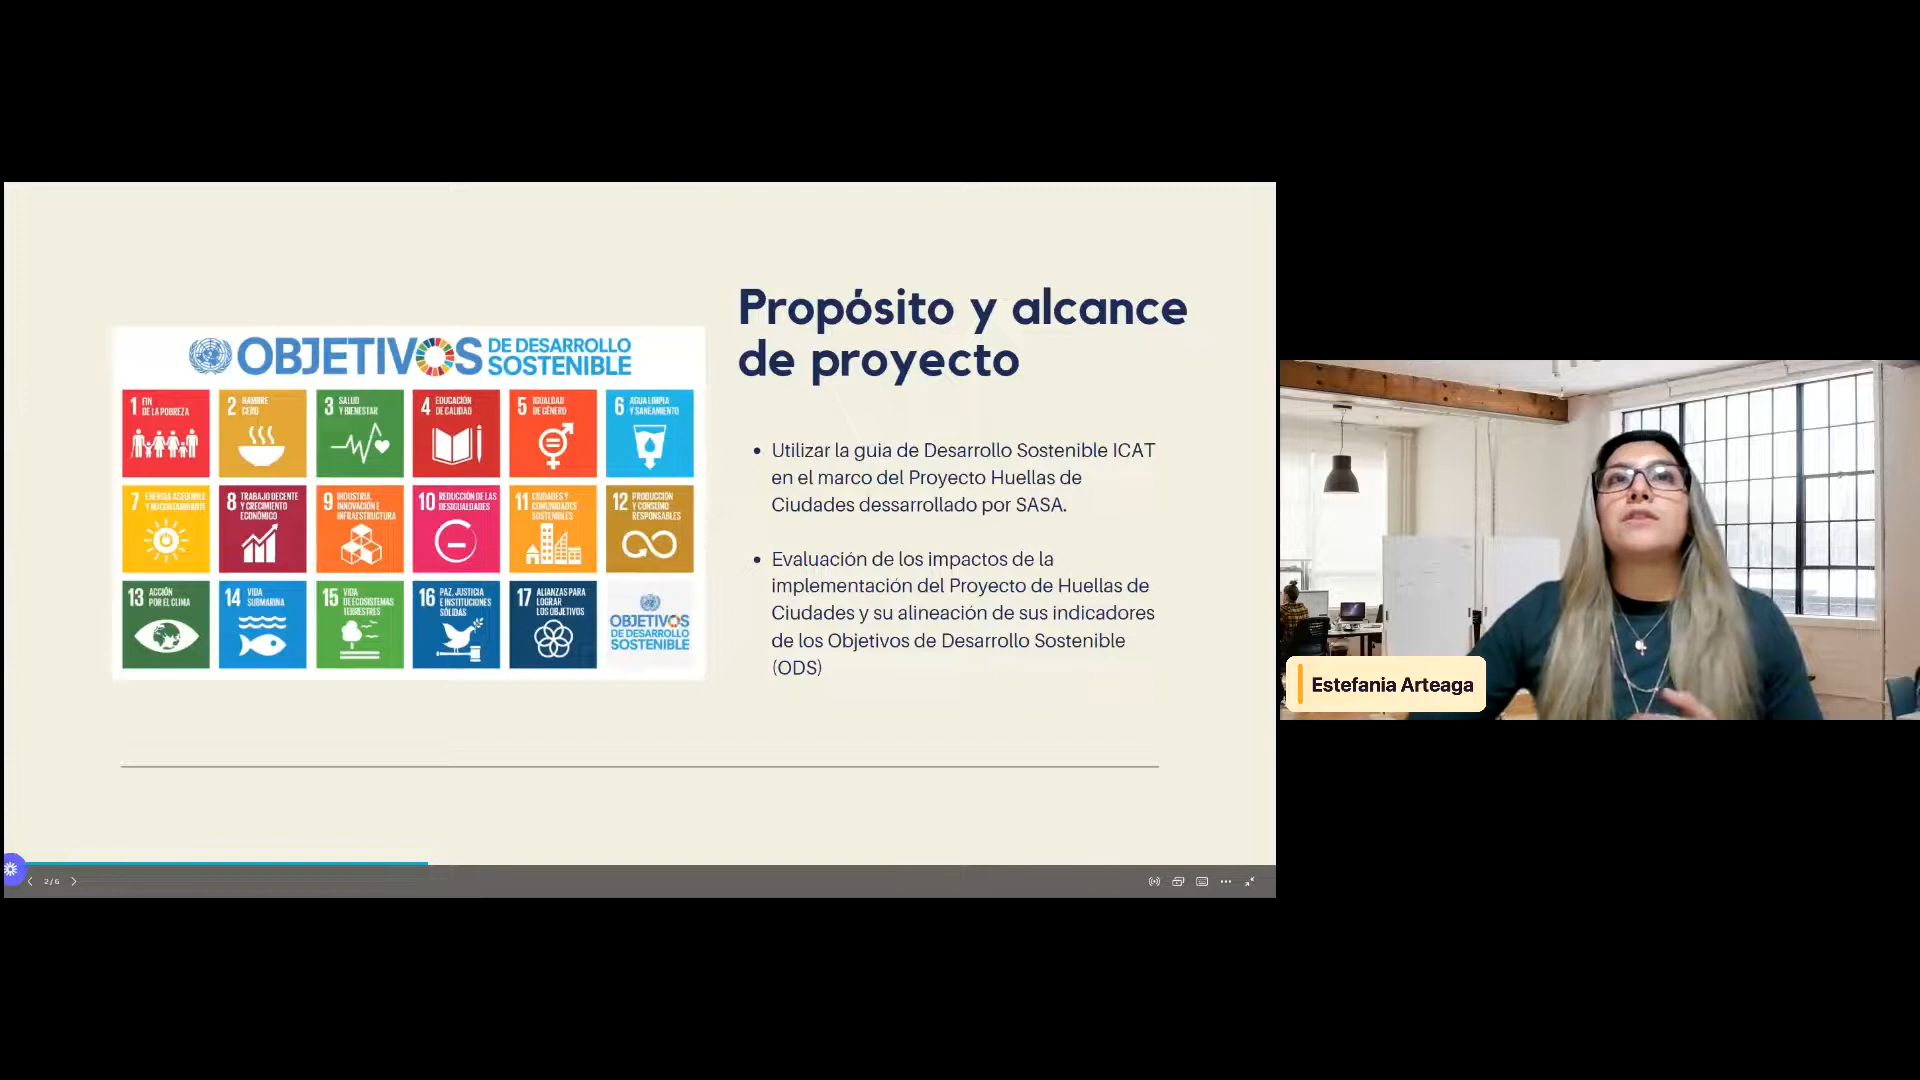 OBJETIVOS DE DESARROLLO SOSTENIBLE
1 FIN DE LA POBREZA
2 HAMBRE CERO
3 SALUD Y BIENESTAR
4 EDUCACIÓN DE CALIDAD
5 IGUALDAD DE GÉNERO
6 AGUA LIMPIA Y SANEAMIENTO
7 ENERGÍA ASEQUIBLE Y NO CONTAMINANTE
8 TRABAJO DECENTE Y CRECIMIENTO ECONÓMICO
9 INDUSTRIA, INNOVACIÓN E INFRAESTRUCTURA
10 REDUCCIÓN DE LAS DESIGUALDADES
11 CIUDADES Y COMUNIDADES SOSTENIBLES
12 PRODUCCIÓN Y CONSUMO RESPONSABLES
13 ACCIÓN POR EL CLIMA
14 VIDA SUBMARINA
15 VIDA DE ECOSISTEMAS TERRESTRES
16 PAZ, JUSTICIA E INSTITUCIONES SÓLIDAS
17 ALIANZAS PARA LOGRAR LOS OBJETIVOS
OBJETIVOS
DE DESARROLLO
SOSTENIBLE
Propósito y alcance
de proyecto
• Utilizar la guia de Desarrollo Sostenible ICAT
en el marco del Proyecto Huellas de
Ciudades dessarrollado por SASA.
• Evaluación de los impactos de la
implementación del Proyecto de Huellas de
Ciudades y su alineación de sus indicadores
de los Objetivos de Desarrollo Sostenible
(ODS)
2/6
Estefania Arteaga